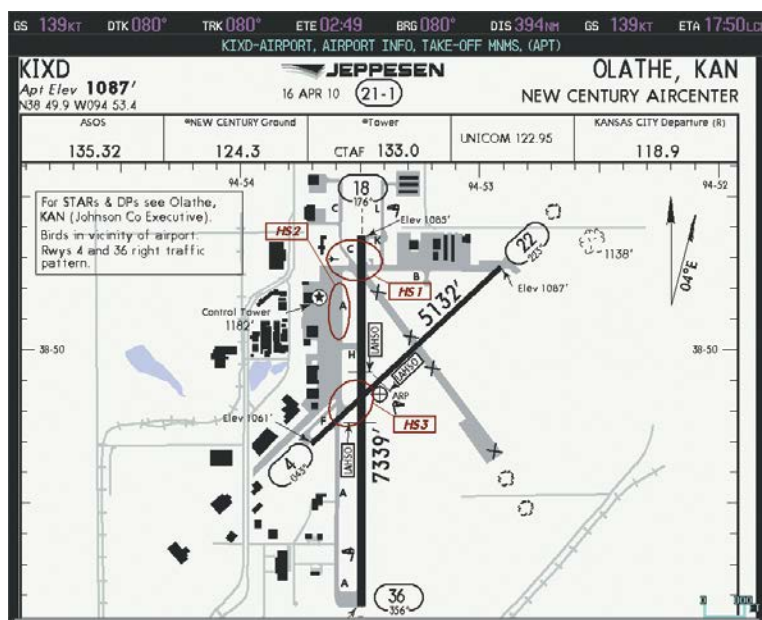 GS 139KT DTK 080° TRK 080° ETE 02:49 BRG 080° DIS 394NM GS 139KT ETA 17:50LCL
KIXD-AIRPORT, AIRPORT INFO, TAKE-OFF MNMS, (APT)
KIXD JEPPESEN OLATHE, KAN
Apt Elev 1087' 16 APR 10 21-1 NEW CENTURY AIRCENTER
N38 49.9 W094 53.4
ASOS *NEW CENTURY Ground *Tower UNICOM 122.95 KANSAS CITY Departure (R)
135.32 124.3 CTAF 133.0 118.9
94-54 94-53 94-52
For STARs & DPs see Olathe,
KAN (Johnson Co Executive).
Birds in vicinity of airport.
Rwys 4 and 36 right traffic
pattern.
18
176°
C L
Elev 1085'
K
HS2
C
B
HS1
22
223°
1138'
04°E
Elev 1087'
5132'
A
Control Tower
1182'
38-50 38-50
H
LAHSO
LAHSO
ARP
Elev 1061'
F
HS3
4
043°
LAHSO
7339'
A
A
36
356°
0